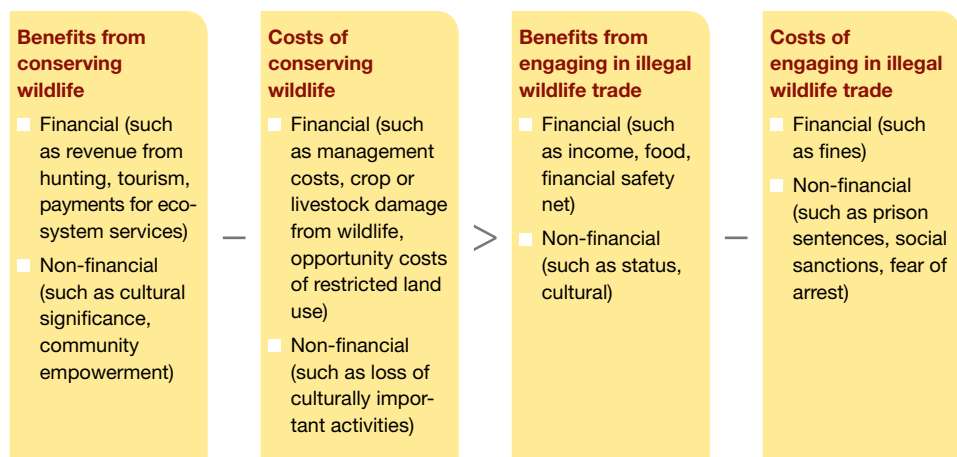 Benefits from
conserving
wildlife
Financial (such
as revenue from
hunting, tourism,
payments for eco-
system services)
Non-financial
(such as cultural
significance,
community
empowerment)
–
Costs of
conserving
wildlife
Financial (such
as management
costs, crop or
livestock damage
from wildlife,
opportunity costs
of restricted land
use)
Non-financial
(such as loss of
culturally impor-
tant activities)
>
Benefits from
engaging in illegal
wildlife trade
Financial (such
as income, food,
financial safety
net)
Non-financial
(such as status,
cultural)
–
Costs of
engaging in illegal
wildlife trade
Financial (such
as fines)
Non-financial
(such as prison
sentences, social
sanctions, fear of
arrest)